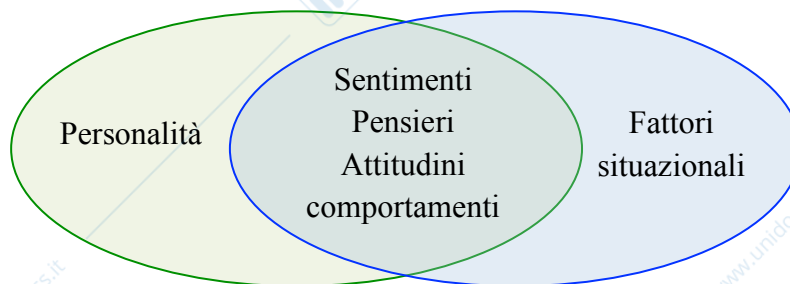 Personalità
Sentimenti
Pensieri
Attitudini
comportamenti
Fattori
situazionali